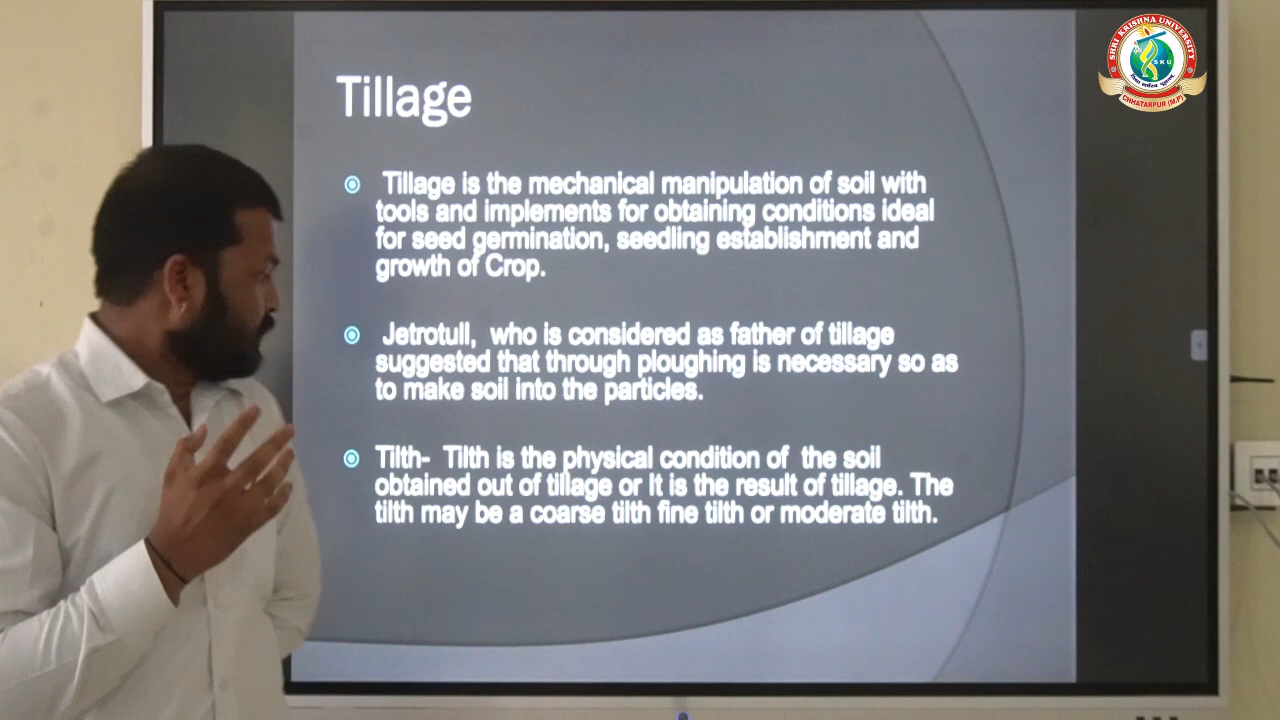 SHRI KRISHNA UNIVERSITY
SKU
CHHATARPUR (M.P)
Tillage
Tillage is the mechanical manipulation of soil with
tools and implements for obtaining conditions ideal
for seed germination, seedling establishment and
growth of Crop.
Jetrotull, who is considered as father of tillage
suggested that through ploughing is necessary so as
to make soil into the particles.
Tilth- Tilth is the physical condition of the soil
obtained out of tillage or It is the result of tillage. The
tilth may be a coarse tilth fine tilth or moderate tilth.